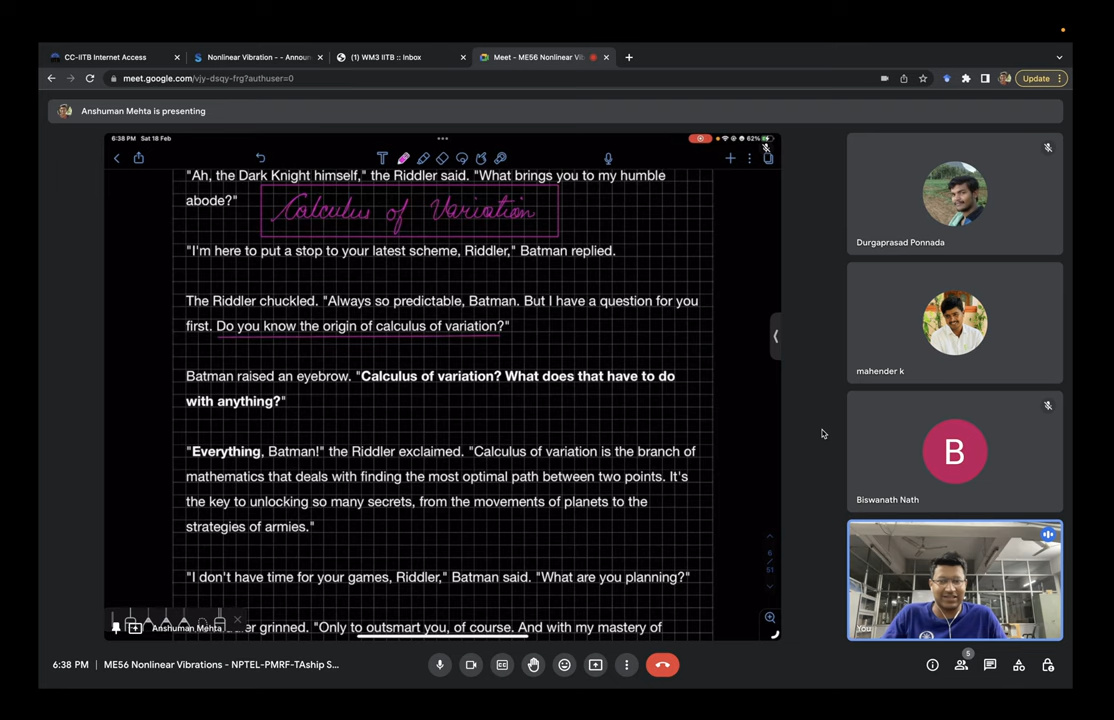 CC-IITB Internet Access
Nonlinear Vibration - - Announ
(1) WM3 IITB :: Inbox
Meet - ME56 Nonlinear Vib
meet.google.com/vjy-dsqy-frg?authuser=0
Update
Anshuman Mehta is presenting
6:38 PM Sat 18 Feb
62%
"Ah, the Dark Knight himself," the Riddler said. "What brings you to my humble
abode?"
Calculus of Variation
"I'm here to put a stop to your latest scheme, Riddler," Batman replied.
The Riddler chuckled. "Always so predictable, Batman. But I have a question for you
first. Do you know the origin of calculus of variation?"
Batman raised an eyebrow. "Calculus of variation? What does that have to do
with anything?"
"Everything, Batman!" the Riddler exclaimed. "Calculus of variation is the branch of
mathematics that deals with finding the most optimal path between two points. It's
the key to unlocking so many secrets, from the movements of planets to the
strategies of armies."
"I don't have time for your games, Riddler," Batman said. "What are you planning?"
er grinned. "Only to outsmart you, of course. And with my mastery of
Anshuman Mehta
6
/
51
Durgaprasad Ponnada
mahender k
B
Biswanath Nath
You
6:38 PM | ME56 Nonlinear Vibrations - NPTEL-PMRF-TAship S...
5